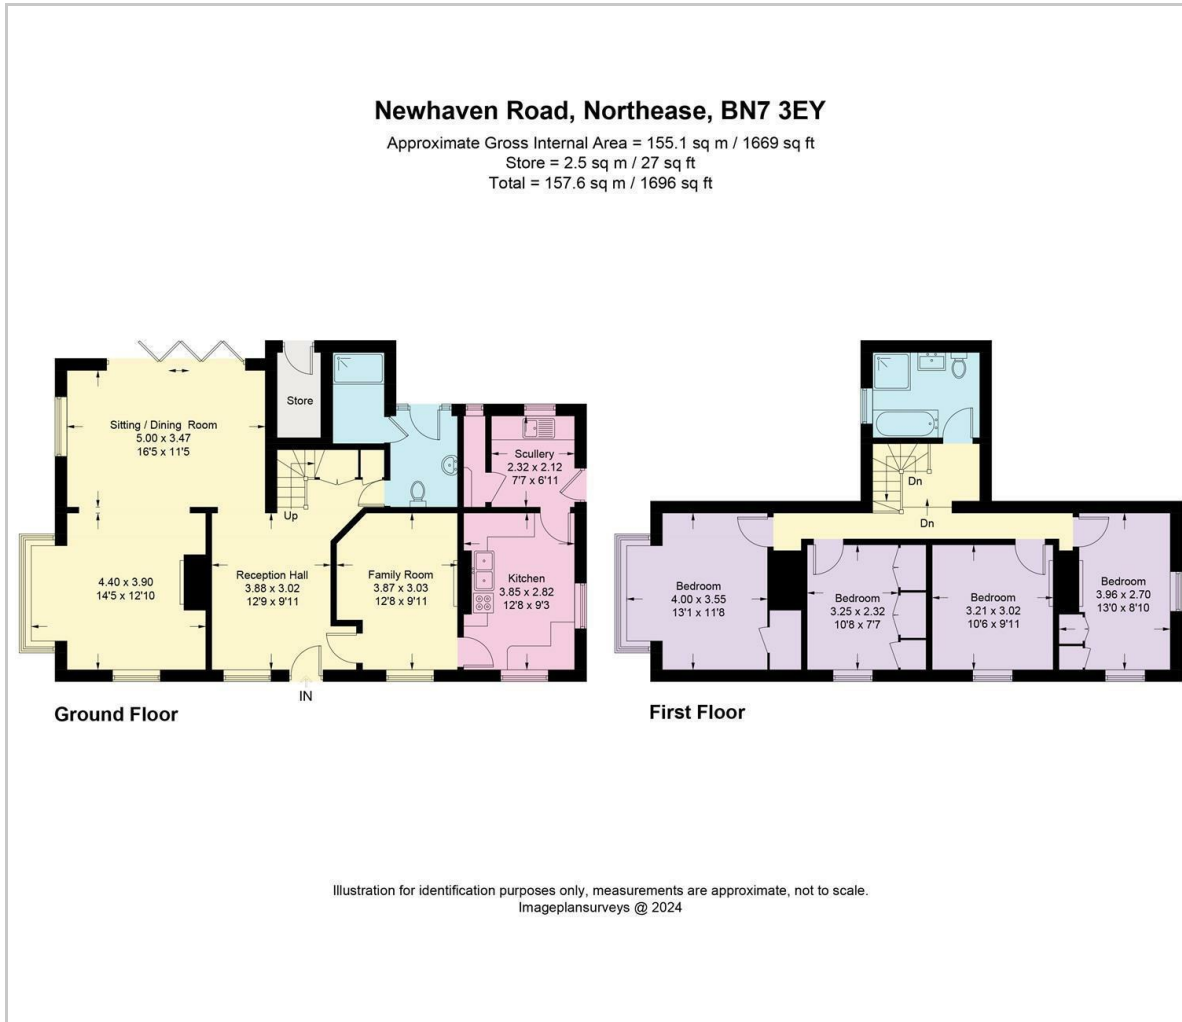 Newhaven Road, Northease, BN7 3EY
Approximate Gross Internal Area = 155.1 sq m / 1669 sq ft
Store = 2.5 sq m / 27 sq ft
Total = 157.6 sq m / 1696 sq ft
Sitting / Dining Room
5.00 x 3.47
16'5 x 11'5
Store
Scullery
2.32 x 2.12
7'7 x 6'11
Up
4.40 x 3.90
14'5 x 12'10
Reception Hall
3.88 x 3.02
12'9 x 9'11
Family Room
3.87 x 3.03
12'8 x 9'11
Kitchen
3.85 x 2.82
12'8 x 9'3
IN
Ground Floor
Dn
Dn
Bedroom
4.00 x 3.55
13'1 x 11'8
Bedroom
3.25 x 2.32
10'8 x 7'7
Bedroom
3.21 x 3.02
10'6 x 9'11
Bedroom
3.96 x 2.70
13'0 x 8'10
First Floor
Illustration for identification purposes only, measurements are approximate, not to scale.
Imageplansurveys @ 2024